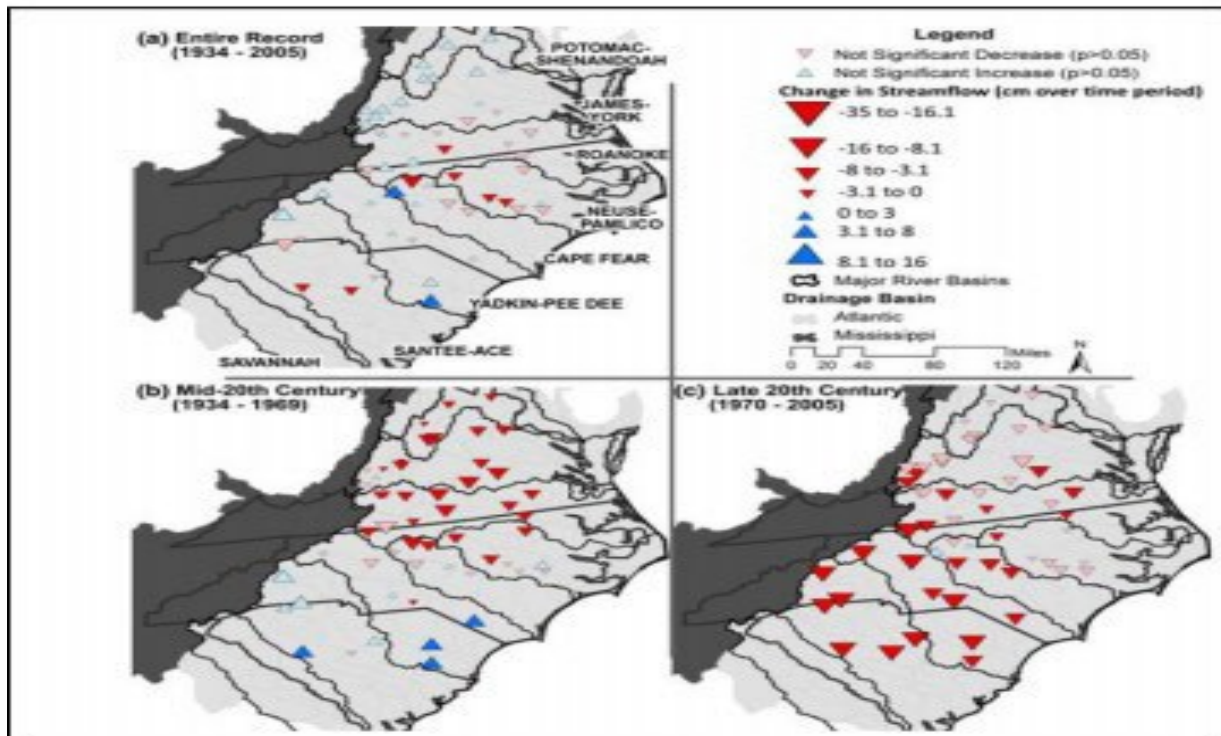 (a) Entire Record
(1934 - 2005)
POTOMAC-
SHENANDOAH
JAMES-
YORK
ROANOKE
NEUSE-
PAMLICO
CAPE FEAR
YADKIN-PEE DEE
SANTEE-ACE
SAVANNAH
Legend
Not Significant Decrease (p>0.05)
Not Significant Increase (p>0.05)
Change in Streamflow (cm over time period)
-35 to -16.1
-16 to -8.1
-8 to -3.1
-3.1 to 0
0 to 3
3.1 to 8
8.1 to 16
Major River Basins
Drainage Basin
Atlantic
Mississippi
N
Miles
0 20 40 80 120
(b) Mid-20th Century
(1934 - 1969)
(c) Late 20th Century
(1970 - 2005)